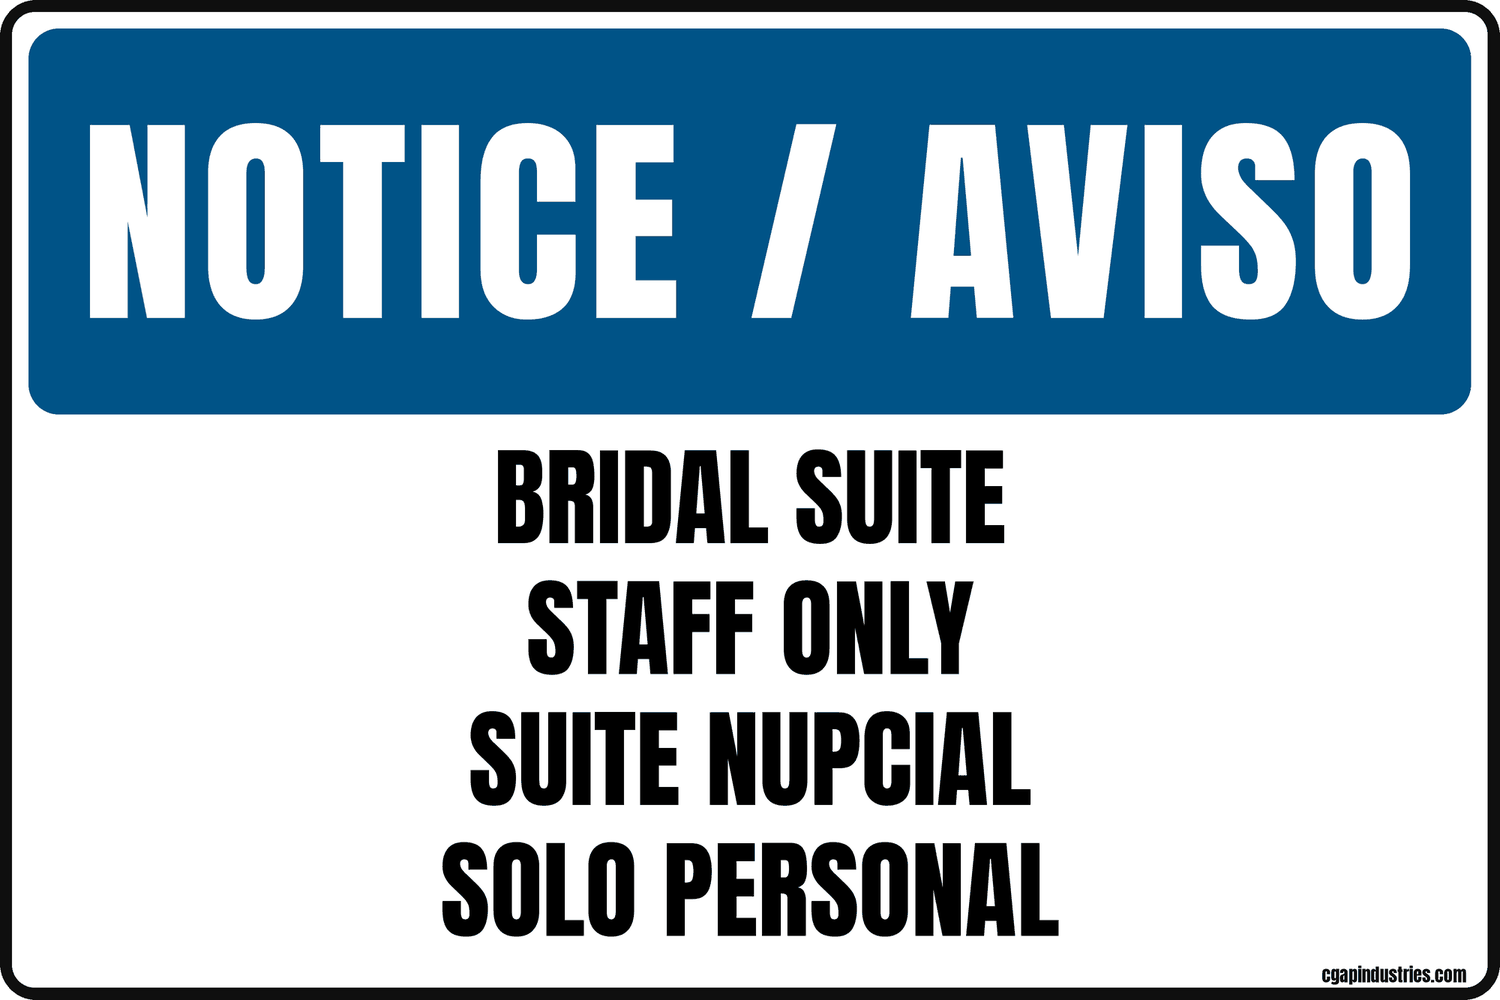 NOTICE / AVISO
BRIDAL SUITE
STAFF ONLY
SUITE NUPCIAL
SOLO PERSONAL
cgapindustries.com